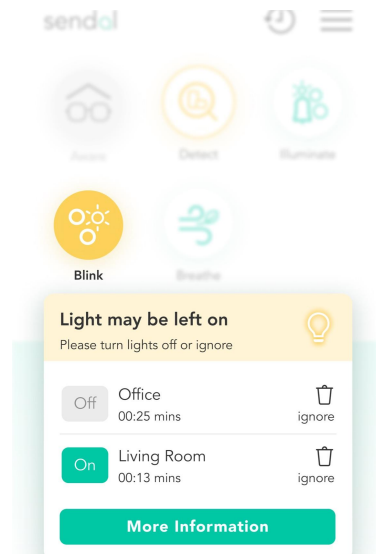 sendal
Aware
Detect
Illuminate
Blink
Breathe
Light may be left on
Please turn lights off or ignore
Off
Office
00:25 mins
ignore
On
Living Room
00:13 mins
ignore
More Information